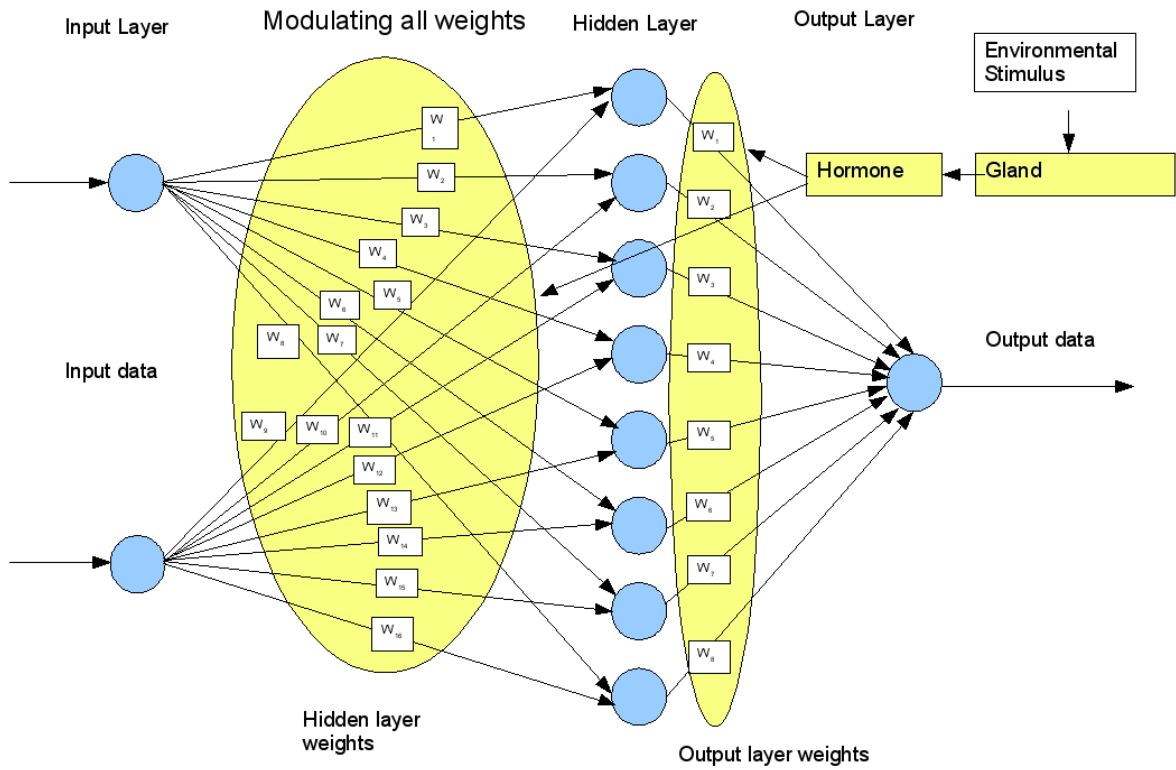 Input Layer
Modulating all weights
Hidden Layer
Output Layer
Environmental
Stimulus
Hormone
Gland
W
1
W2
W3
W4
W5
W6
W7
W8
Input data
W9
W10
W11
W12
W13
W14
W15
W16
W1
W2
W3
W4
W5
W6
W7
W8
Output data
Hidden layer
weights
Output layer weights